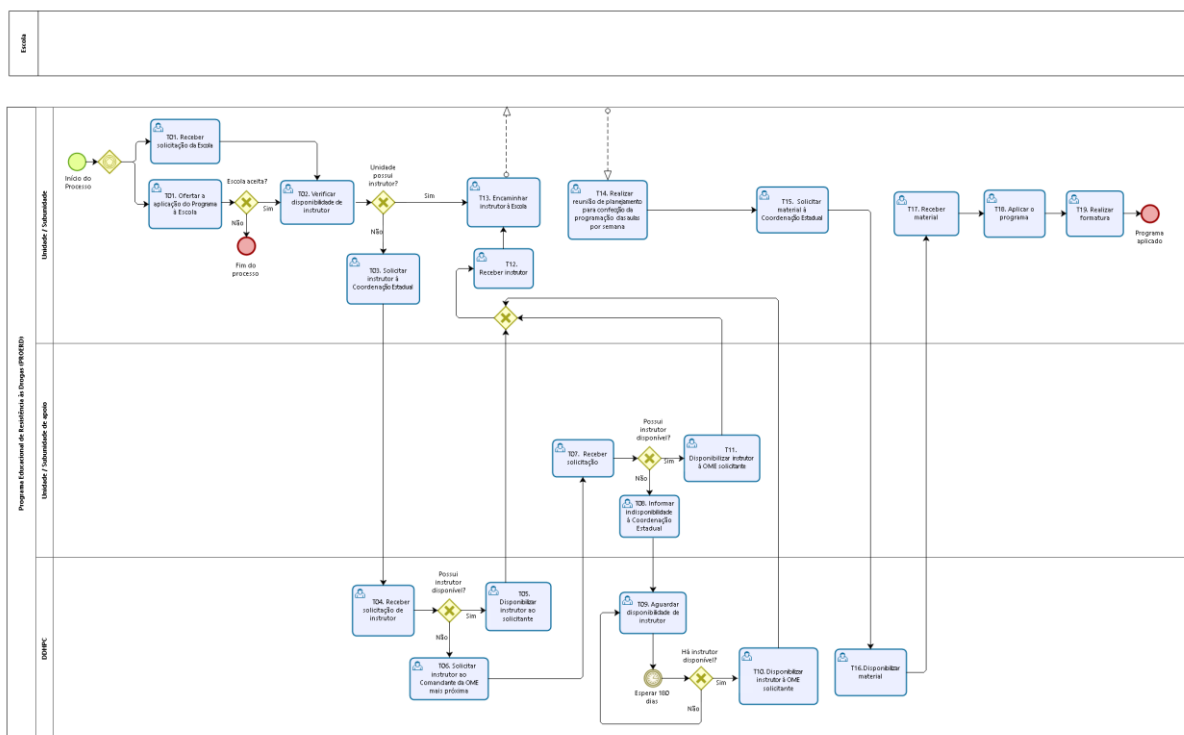 Escola
Programa Educacional de Resistência às Drogas (PROERD)
Unidade / Subunidade
Início do
Processo
T01. Receber
solicitação da Escola
T01. Ofertar a
aplicação do Programa
à Escola
Escola aceita?
Sim
Não
Fim do
processo
T02. Verificar
disponibilidade de
instrutor
Unidade
possui
instrutor?
Sim
Não
T03. Solicitar
instrutor à
Coordenação Estadual
T13. Encaminhar
instrutor à Escola
T12.
Receber instrutor
T14. Realizar
reunião de planejamento
para confeção da
programação das aulas
por semana
T15. Solicitar
material à
Coordenação Estadual
T17. Receber
material
T18. Aplicar o
programa
T19. Realizar
formatura
Programa
aplicado
Unidade / Subunidade de apoio
T07. Receber
solicitação
Possui
instrutor
disponível?
Sim
Não
T11.
Disponibilizar instrutor
à OME solicitante
T08. Informar
indisponibilidade
à Coordenação
Estadual
DDHPC
T04. Receber
solicitação de
instrutor
Possui
instrutor
disponível?
Sim
Não
T05.
Disponibilizar
instrutor ao
solicitante
T06. Solicitar
instrutor ao
Comandante da OME
mais próxima
T09. Aguardar
disponibilidade de
instrutor
Esperar 180
dias
Há instrutor
disponível?
Sim
Não
T10. Disponibilizar
instrutor à OME
solicitante
T16. Disponibilizar
material